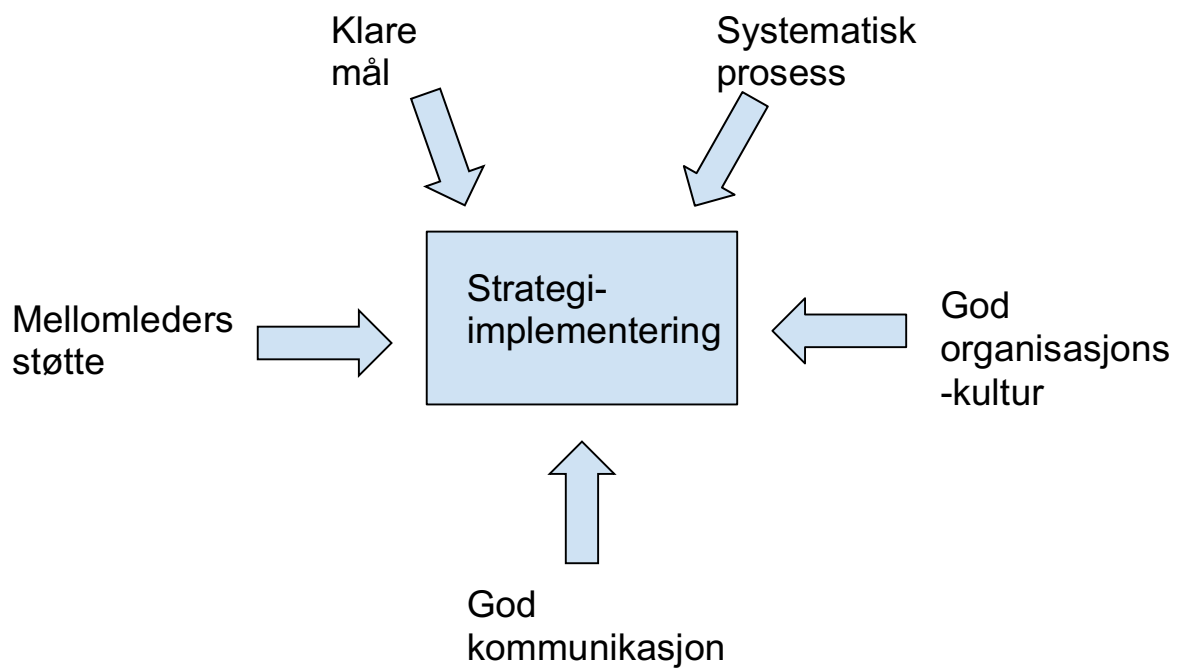 Klare
mål
Systematisk
prosess
Mellomleders
støtte
Strategi-
implementering
God
organisasjons
-kultur
God
kommunikasjon